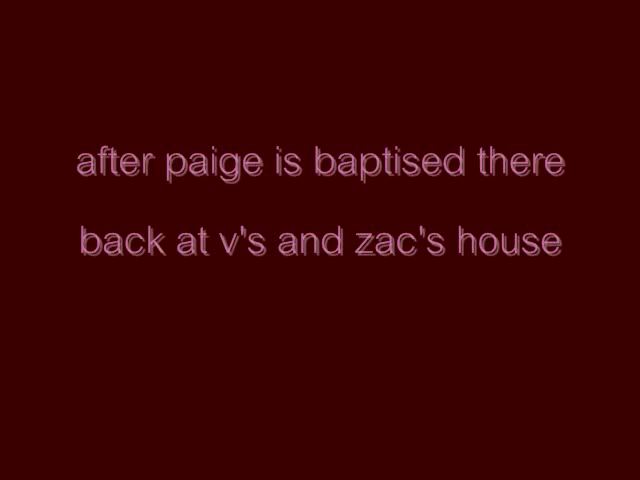 after paige is baptised there
back at v's and zac's house